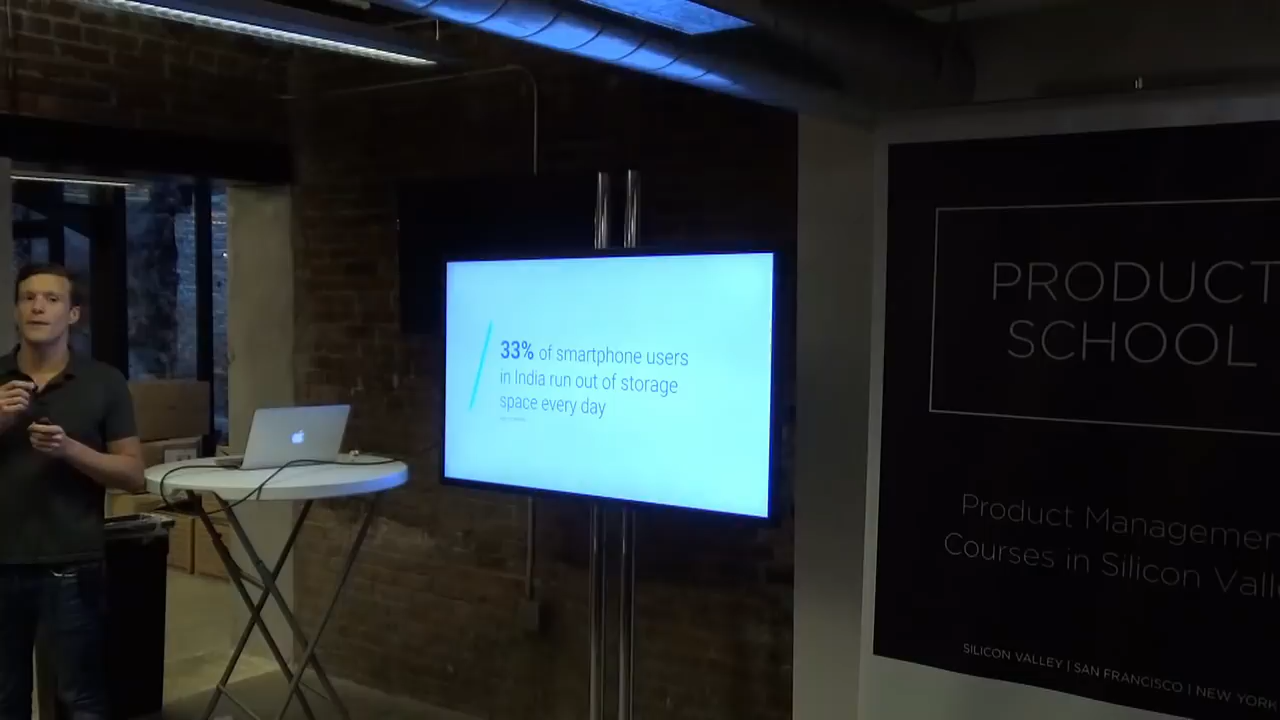 33% of smartphone users
in India run out of storage
space every day
PRODUCT
SCHOOL
Product Managemen
Courses in Silicon Vall
SILICON VALLEY | SAN FRANCISCO | NEW YORK